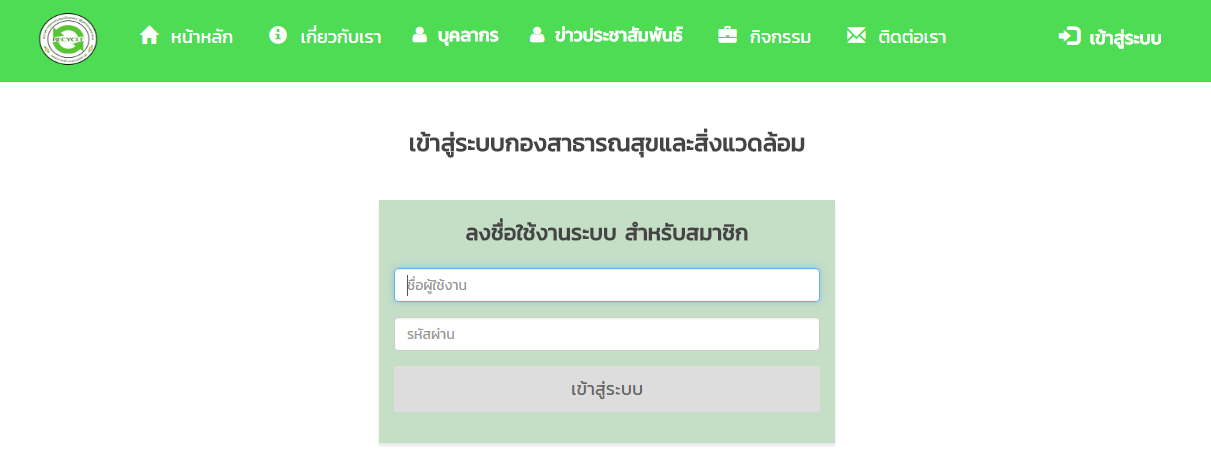 RECYCLE
หน้าหลัก เกี่ยวกับเรา บุคลากร ข่าวประชาสัมพันธ์ กิจกรรม ติดต่อเรา เข้าสู่ระบบ
เข้าสู่ระบบกองสาธารณสุขและสิ่งแวดล้อม
ลงชื่อใช้งานระบบ สำหรับสมาชิก
ชื่อผู้ใช้งาน
รหัสผ่าน
เข้าสู่ระบบ